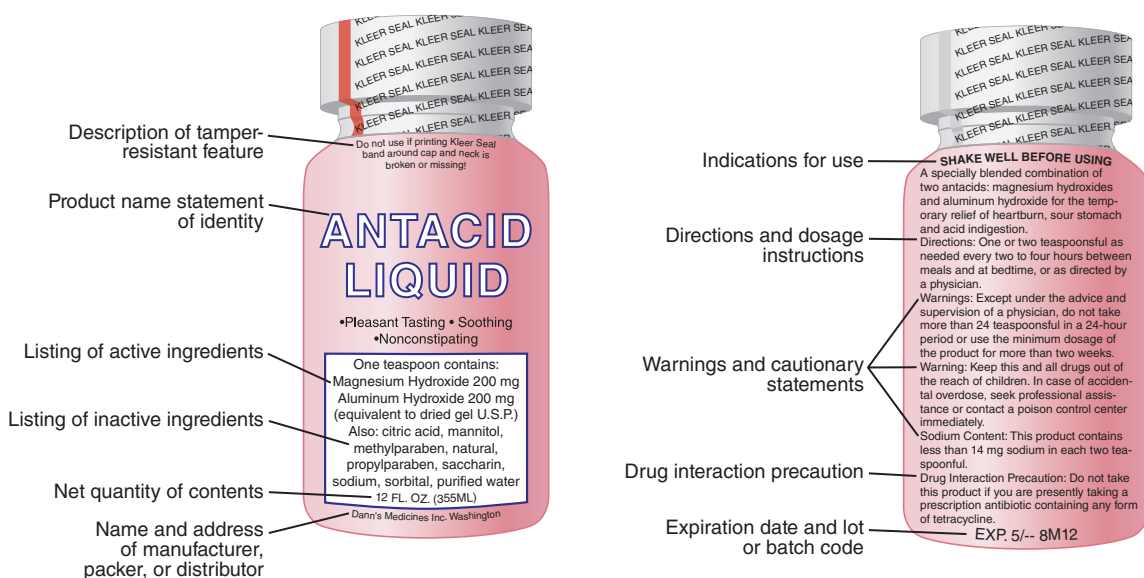 KLEER SEAL KLEER SEAL KLEER SEAL
Description of tamper-
resistant feature
Do not use if printing Kleer Seal
band around cap and neck is
broken or missing!
Product name statement
of identity
ANTACID
LIQUID
•Pleasant Tasting • Soothing
•Nonconstipating
Listing of active ingredients
One teaspoon contains:
Magnesium Hydroxide 200 mg
Aluminum Hydroxide 200 mg
(equivalent to dried gel U.S.P.)
Listing of inactive ingredients
Also: citric acid, mannitol,
methylparaben, natural,
propylparaben, saccharin,
sodium, sorbital, purified water
Net quantity of contents
12 FL. OZ. (355ML)
Name and address
of manufacturer,
packer, or distributor
Dann's Medicines Inc. Washington
KLEER SEAL KLEER SEAL KLEER SEAL
Indications for use
SHAKE WELL BEFORE USING
A specially blended combination of
two antacids: magnesium hydroxides
and aluminum hydroxide for the temp-
orary relief of heartburn, sour stomach
and acid indigestion.
Directions and dosage
instructions
Directions: One or two teaspoonsful as
needed every two to four hours between
meals and at bedtime, or as directed by
a physician.
Warnings and cautionary
statements
Warnings: Except under the advice and
supervision of a physician, do not take
more than 24 teaspoonsful in a 24-hour
period or use the minimum dosage of
the product for more than two weeks.
Warning: Keep this and all drugs out of
the reach of children. In case of acciden-
tal overdose, seek professional assis-
tance or contact a poison control center
immediately.
Sodium Content: This product contains
less than 14 mg sodium in each two tea-
spoonful.
Drug interaction precaution
Drug Interaction Precaution: Do not take
this product if you are presently taking a
prescription antibiotic containing any form
of tetracycline.
Expiration date and lot
or batch code
EXP. 5/-- 8M12